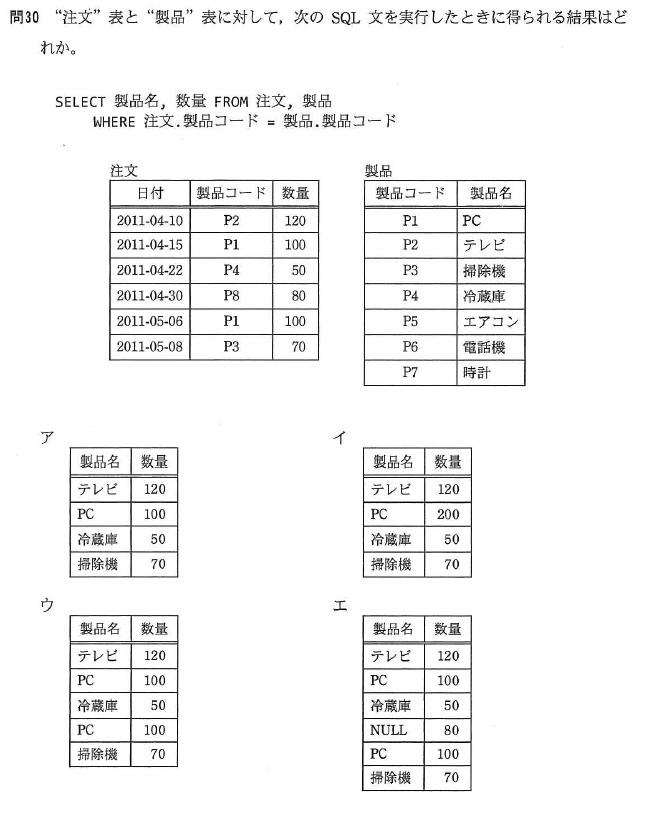 問30 “注文”表と“製品”表に対して，次の SQL 文を実行したときに得られる結果はど
れか。
SELECT 製品名, 数量 FROM 注文, 製品
WHERE 注文.製品コード = 製品.製品コード
注文
日付 製品コード 数量
2011-04-10 P2 120
2011-04-15 P1 100
2011-04-22 P4 50
2011-04-30 P8 80
2011-05-06 P1 100
2011-05-08 P3 70
製品
製品コード 製品名
P1 PC
P2 テレビ
P3 掃除機
P4 冷蔵庫
P5 エアコン
P6 電話機
P7 時計
ア
製品名 数量
テレビ 120
PC 100
冷蔵庫 50
掃除機 70
イ
製品名 数量
テレビ 120
PC 200
冷蔵庫 50
掃除機 70
ウ
製品名 数量
テレビ 120
PC 100
冷蔵庫 50
PC 100
掃除機 70
エ
製品名 数量
テレビ 120
PC 100
冷蔵庫 50
NULL 80
PC 100
掃除機 70